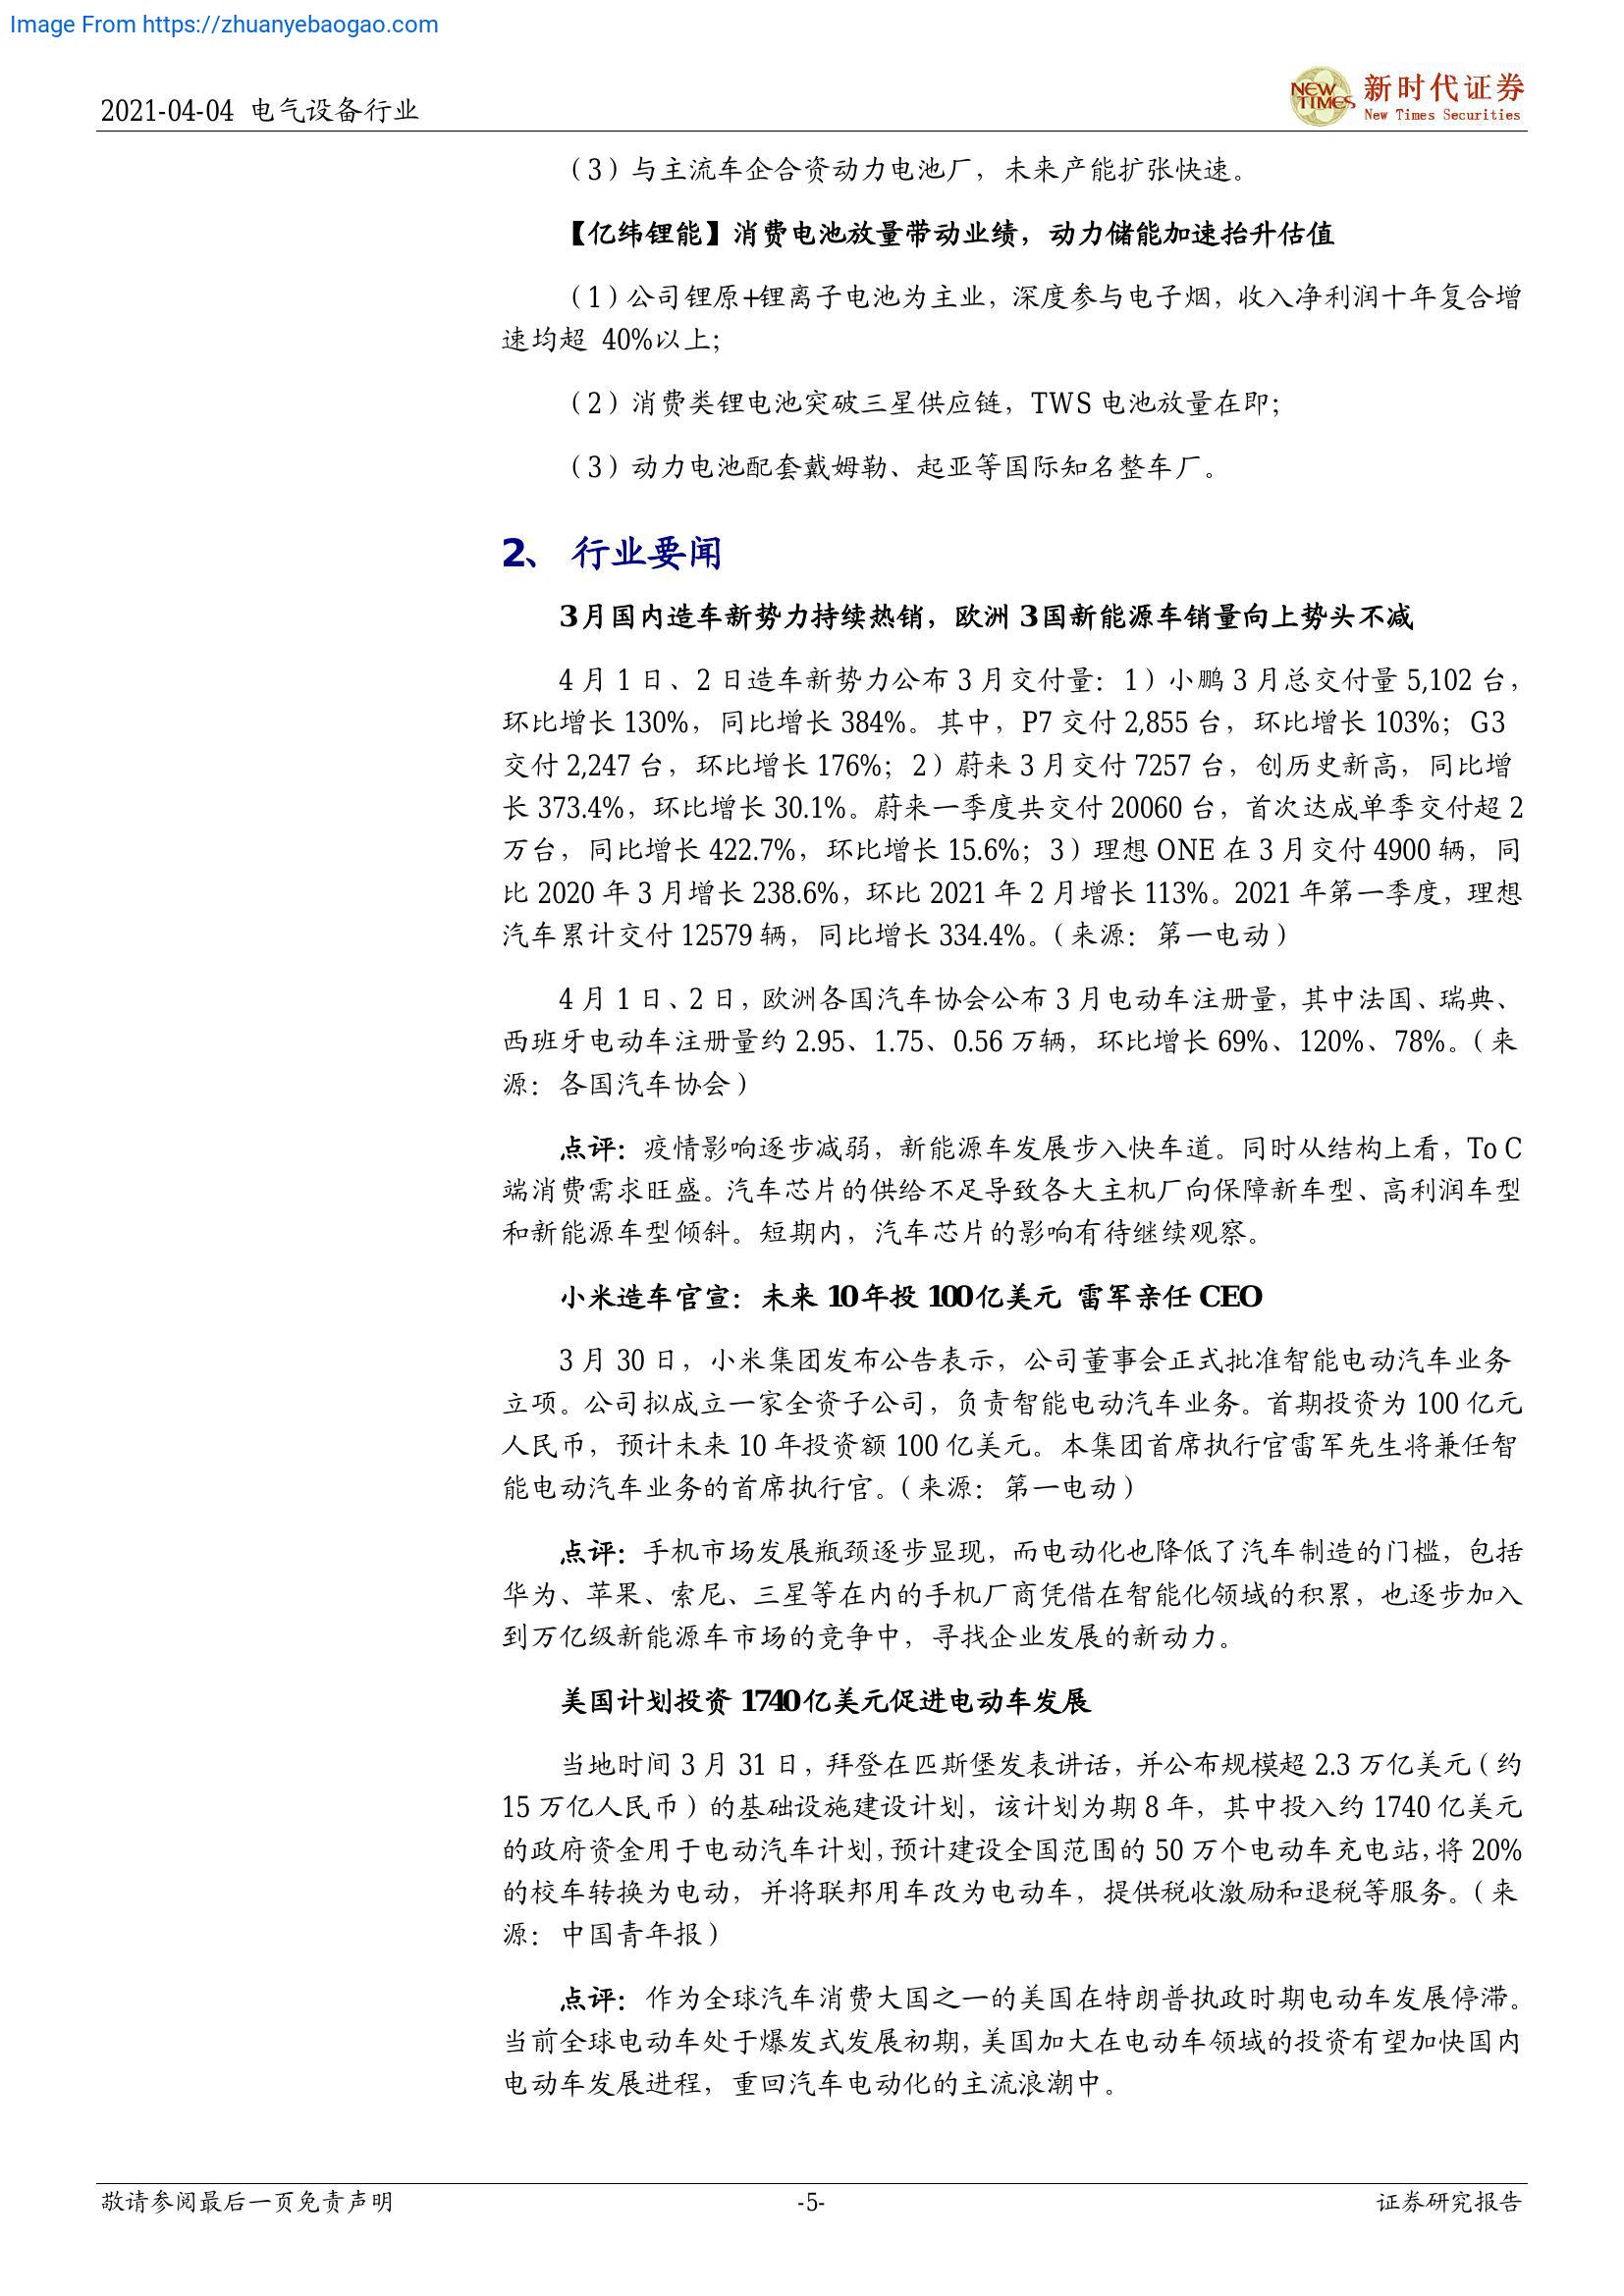 Image From https://zhuanyebaogao.com
2021-04-04 电气设备行业
NEW TIMES
新时代证券
New Times Securities
（3）与主流车企合资动力电池厂，未来产能扩张快速。
【亿纬锂能】消费电池放量带动业绩，动力储能加速抬升估值
（1）公司锂原+锂离子电池为主业，深度参与电子烟，收入净利润十年复合增
速均超 40%以上；
（2）消费类锂电池突破三星供应链，TWS 电池放量在即；
（3）动力电池配套戴姆勒、起亚等国际知名整车厂。
2、 行业要闻
3 月国内造车新势力持续热销，欧洲 3 国新能源车销量向上势头不减
4 月 1 日、2 日造车新势力公布 3 月交付量：1）小鹏 3 月总交付量 5,102 台，
环比增长 130%，同比增长 384%。其中，P7 交付 2,855 台，环比增长 103%；G3
交付 2,247 台，环比增长 176%；2）蔚来 3 月交付 7257 台，创历史新高，同比增
长 373.4%，环比增长 30.1%。蔚来一季度共交付 20060 台，首次达成单季交付超 2
万台，同比增长 422.7%，环比增长 15.6%；3）理想 ONE 在 3 月交付 4900 辆，同
比 2020 年 3 月增长 238.6%，环比 2021 年 2 月增长 113%。2021 年第一季度，理想
汽车累计交付 12579 辆，同比增长 334.4%。（来源：第一电动）
4 月 1 日、2 日，欧洲各国汽车协会公布 3 月电动车注册量，其中法国、瑞典、
西班牙电动车注册量约 2.95、1.75、0.56 万辆，环比增长 69%、120%、78%。（来
源：各国汽车协会）
点评：疫情影响逐步减弱，新能源车发展步入快车道。同时从结构上看，To C
端消费需求旺盛。汽车芯片的供给不足导致各大主机厂向保障新车型、高利润车型
和新能源车型倾斜。短期内，汽车芯片的影响有待继续观察。
小米造车官宣：未来 10 年投 100 亿美元 雷军亲任 CEO
3 月 30 日，小米集团发布公告表示，公司董事会正式批准智能电动汽车业务
立项。公司拟成立一家全资子公司，负责智能电动汽车业务。首期投资为 100 亿元
人民币，预计未来 10 年投资额 100 亿美元。本集团首席执行官雷军先生将兼任智
能电动汽车业务的首席执行官。（来源：第一电动）
点评：手机市场发展瓶颈逐步显现，而电动化也降低了汽车制造的门槛，包括
华为、苹果、索尼、三星等在内的手机厂商凭借在智能化领域的积累，也逐步加入
到万亿级新能源车市场的竞争中，寻找企业发展的新动力。
美国计划投资 1740 亿美元促进电动车发展
当地时间 3 月 31 日，拜登在匹斯堡发表讲话，并公布规模超 2.3 万亿美元（约
15 万亿人民币）的基础设施建设计划，该计划为期 8 年，其中投入约 1740 亿美元
的政府资金用于电动汽车计划，预计建设全国范围的 50 万个电动车充电站，将 20%
的校车转换为电动，并将联邦用车改为电动车，提供税收激励和退税等服务。（来
源：中国青年报）
点评：作为全球汽车消费大国之一的美国在特朗普执政时期电动车发展停滞。
当前全球电动车处于爆发式发展初期，美国加大在电动车领域的投资有望加快国内
电动车发展进程，重回汽车电动化的主流浪潮中。
敬请参阅最后一页免责声明
-5-
证券研究报告